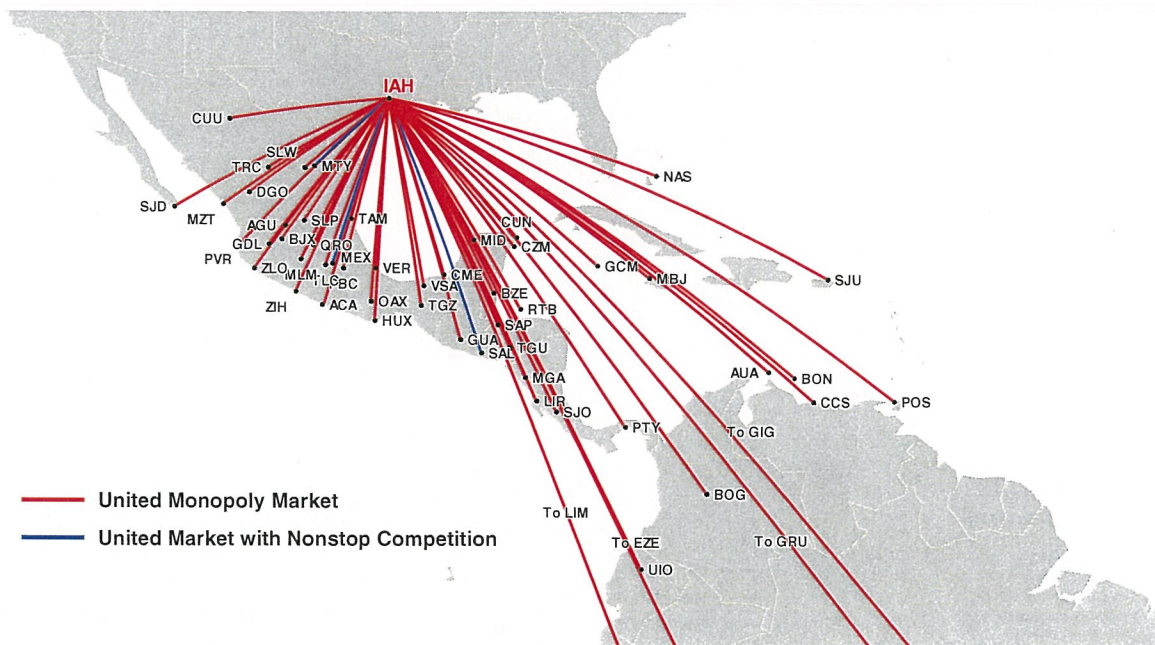 IAH
CUU
SLW
TRC
MTY
NAS
DGO
SJD
MZT
CUN
AGU
SLP
TAM
MID
CZM
GDL
BJX
QRO
PVR
MEX
GCM
ZLO
VER
CME
MBJ
SJU
MLM
TLC
PBC
VSA
BZE
ZIH
ACA
OAX
TGZ
RTB
HUX
SAP
GUA
TGU
SAL
AUA
BON
MGA
LIR
CCS
POS
SJO
PTY
To GIG
BOG
United Monopoly Market
To LIM
United Market with Nonstop Competition
To EZE
To GRU
UIO